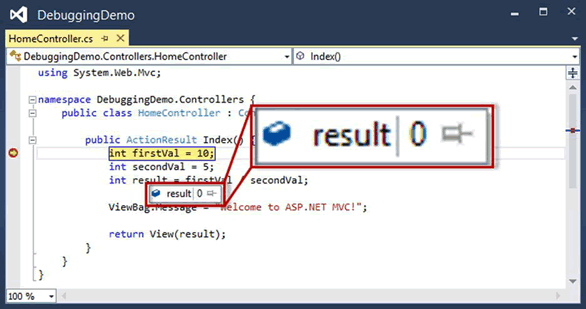 DebuggingDemo
HomeController.cs
DebuggingDemo.Controllers.HomeController
Index()
using System.Web.Mvc;
namespace DebuggingDemo.Controllers {
public class HomeController : Co
public ActionResult Index() {
int firstVal = 10;
int secondVal = 5;
int result = firstVal / secondVal;
result 0
result 0
ViewBag.Message = "Welcome to ASP.NET MVC!";
return View(result);
}
}
}
100 %